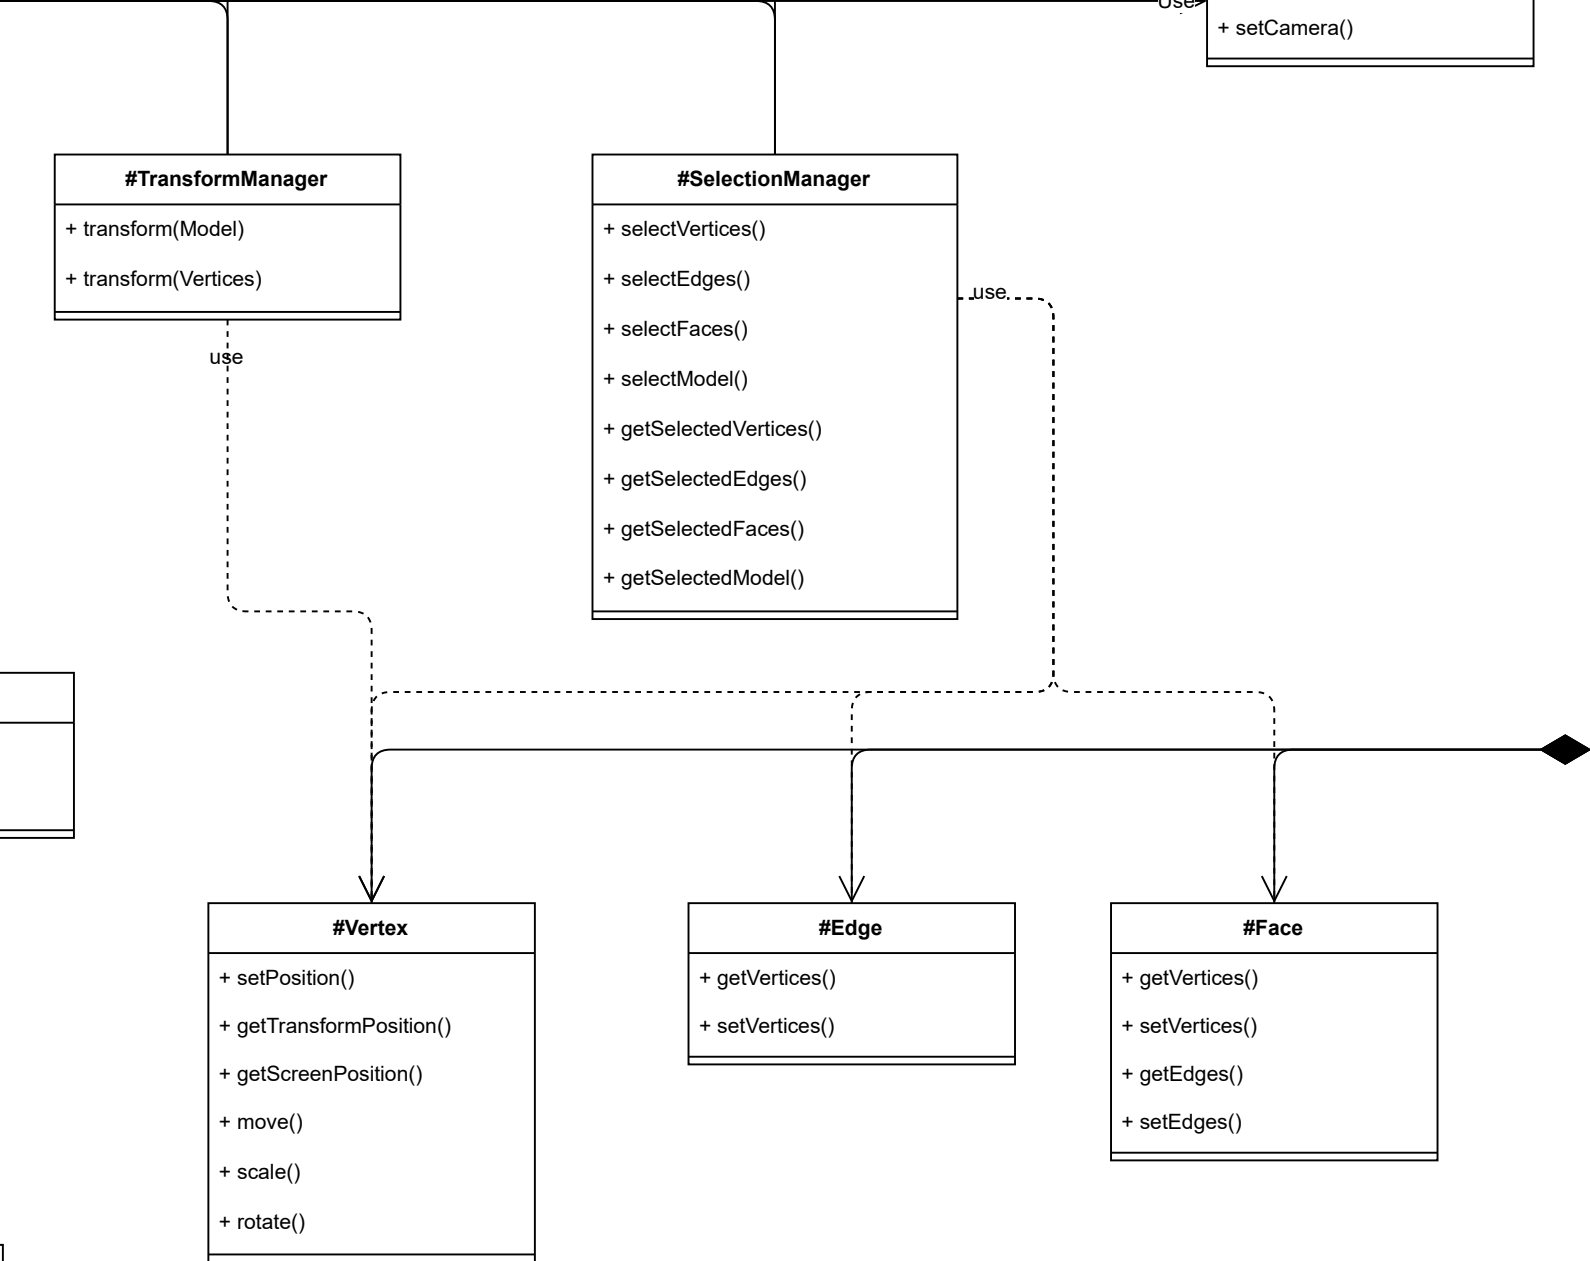 Use
+ setCamera()
#TransformManager
+ transform(Model)
+ transform(Vertices)
use
#SelectionManager
+ selectVertices()
+ selectEdges()
+ selectFaces()
+ selectModel()
+ getSelectedVertices()
+ getSelectedEdges()
+ getSelectedFaces()
+ getSelectedModel()
use
#Vertex
+ setPosition()
+ getTransformPosition()
+ getScreenPosition()
+ move()
+ scale()
+ rotate()
#Edge
+ getVertices()
+ setVertices()
#Face
+ getVertices()
+ setVertices()
+ getEdges()
+ setEdges()